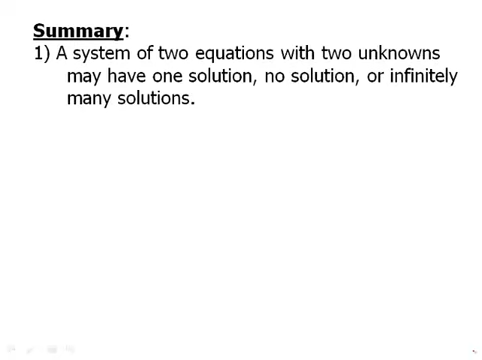 Summary:
1) A system of two equations with two unknowns
may have one solution, no solution, or infinitely
many solutions.